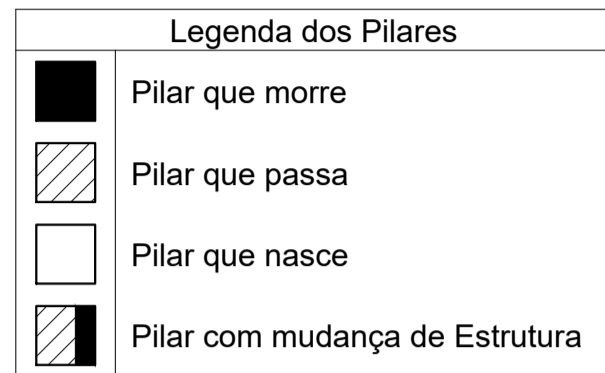 Legenda dos Pilares
Pilar que morre
Pilar que passa
Pilar que nasce
Pilar com mudança de Estrutura